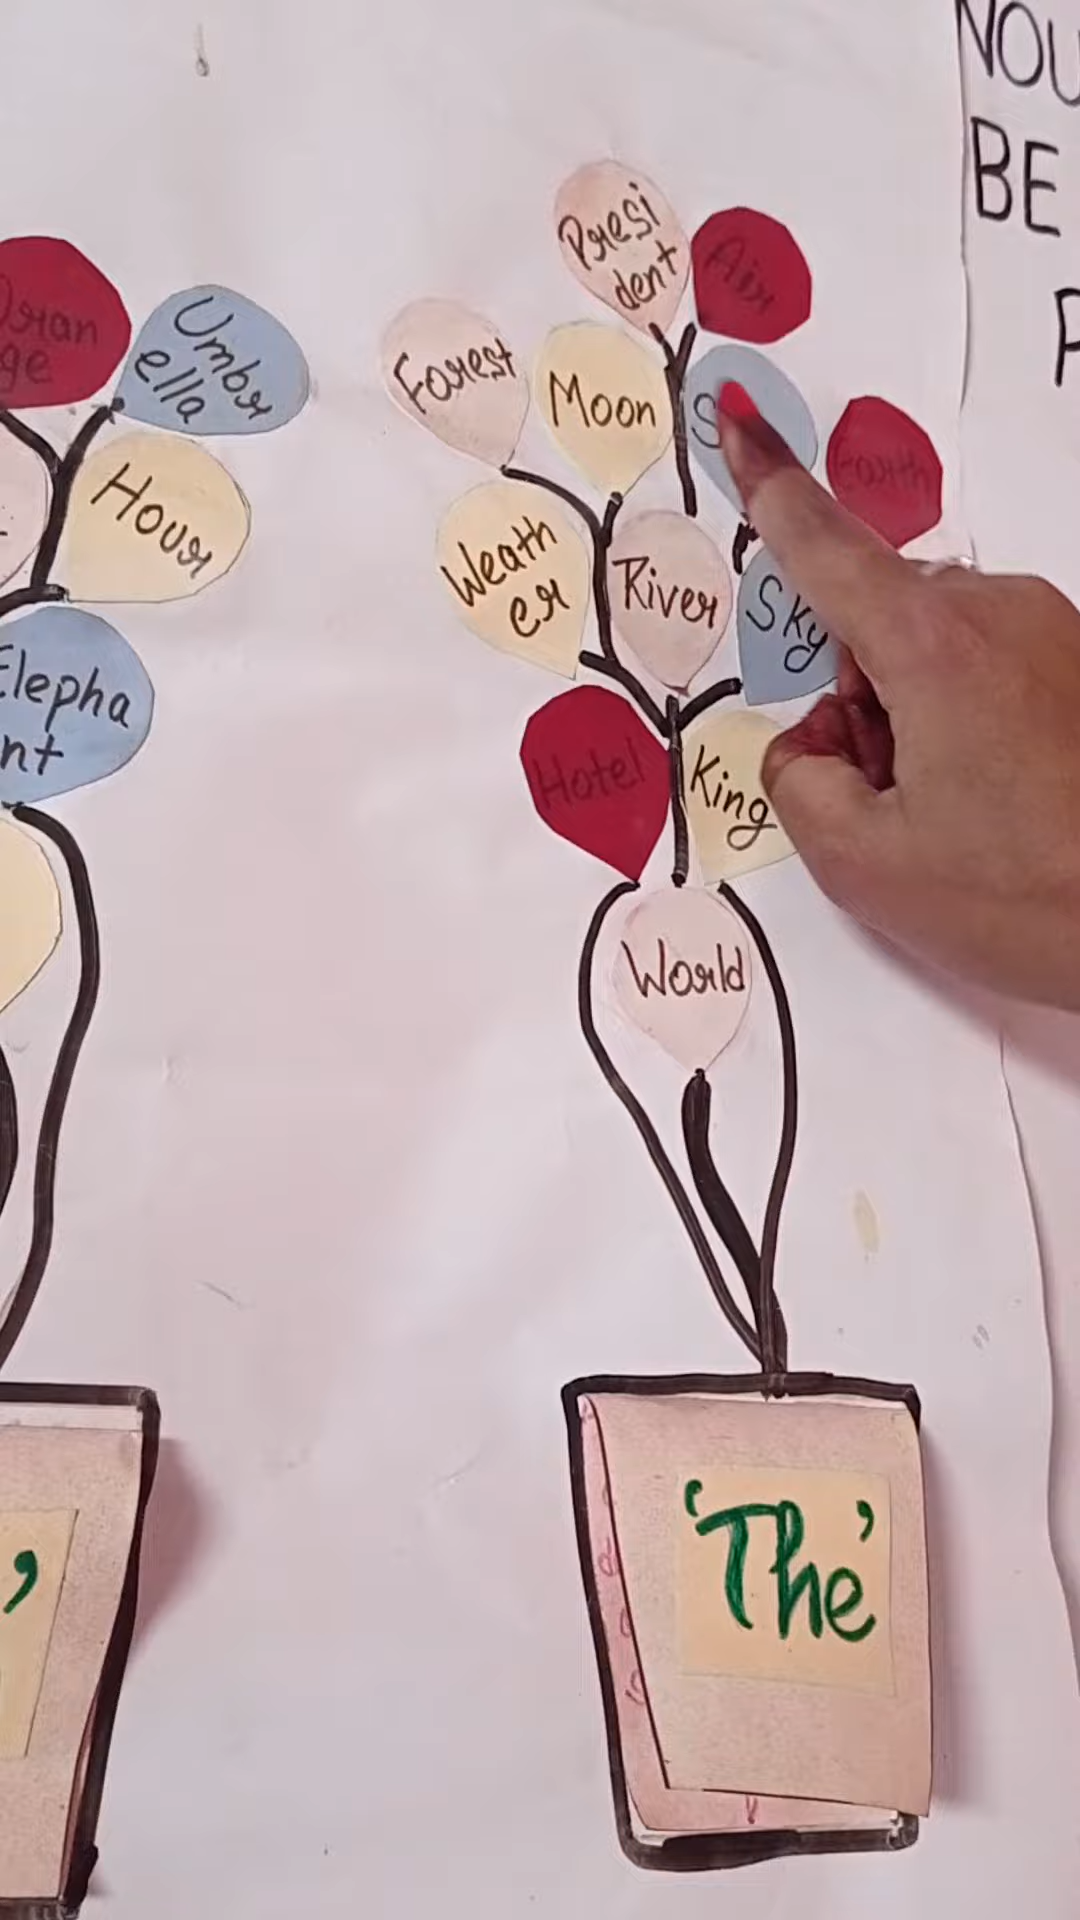 NOU
BE
P
Presi
dent
Air
Forest
Moon
Earth
Weath
er
River
Sky
Hotel
King
World
'The'
Oran
ge
Umbr
ella
Hour
Elepha
nt